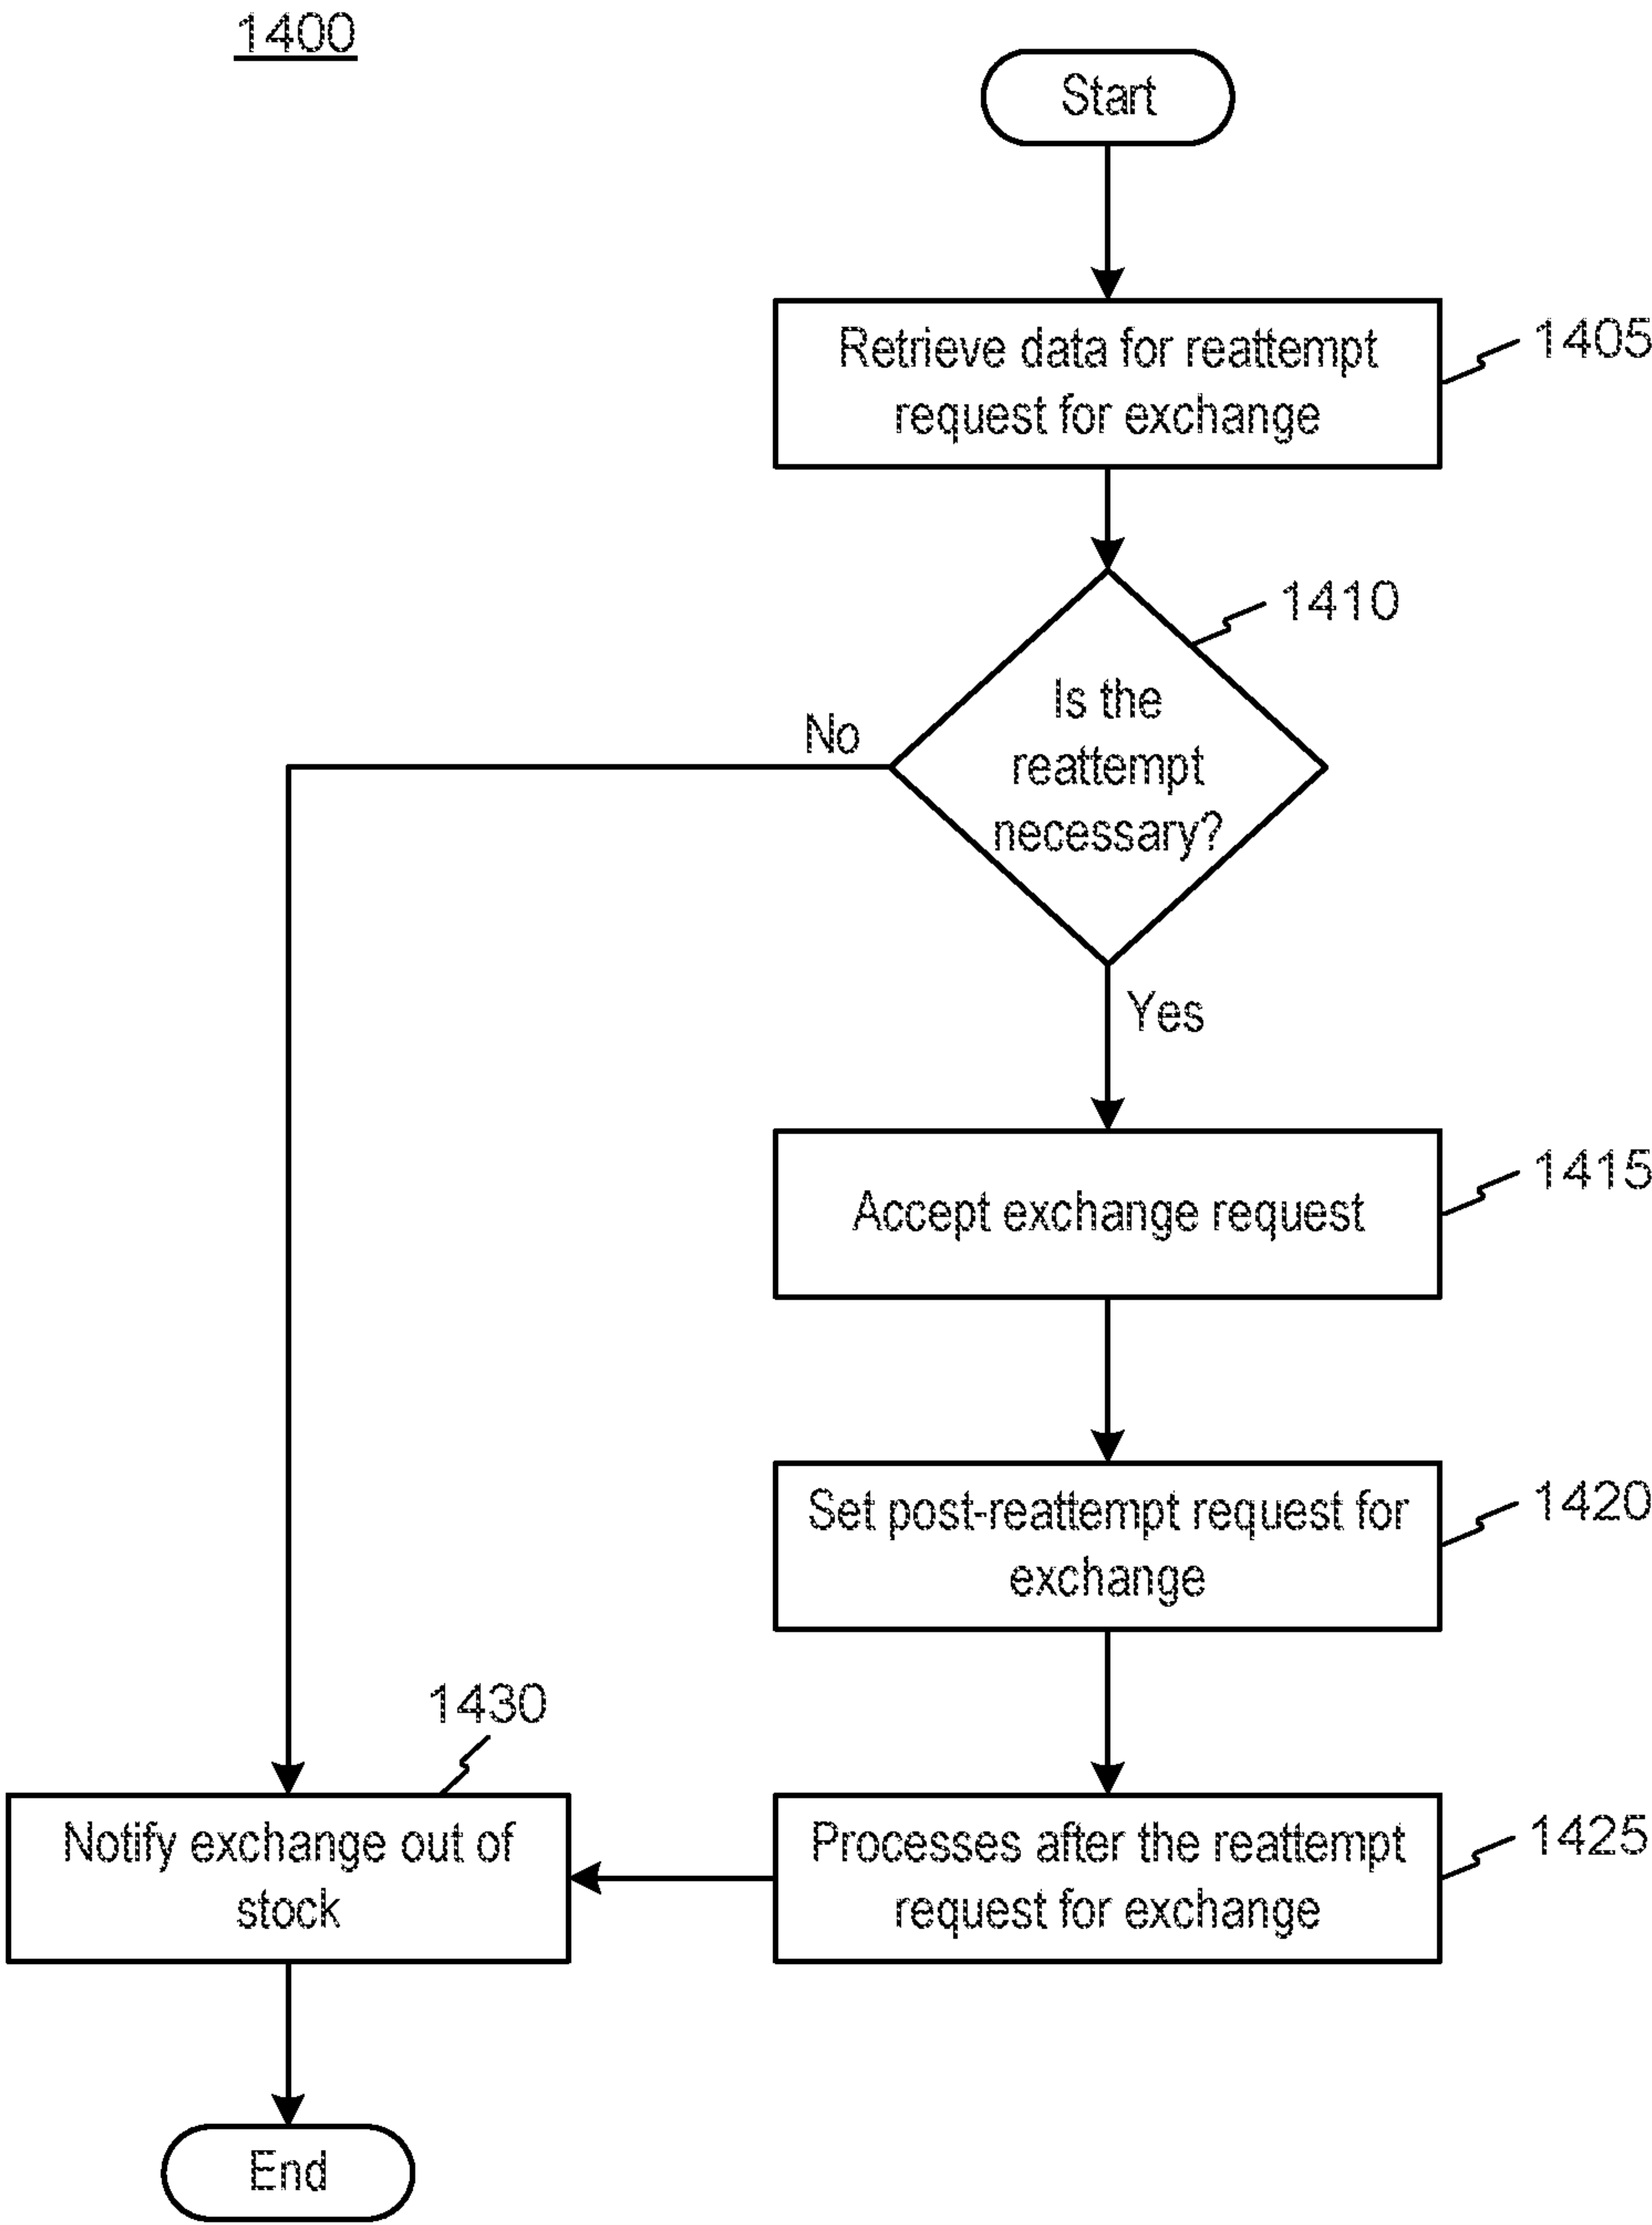 1400
Start
Retrieve data for reattempt
request for exchange
1405
1410
Is the
reattempt
necessary?
No
Yes
Accept exchange request
1415
Set post-reattempt request for
exchange
1420
1430
Notify exchange out of
stock
Processes after the reattempt
request for exchange
1425
End